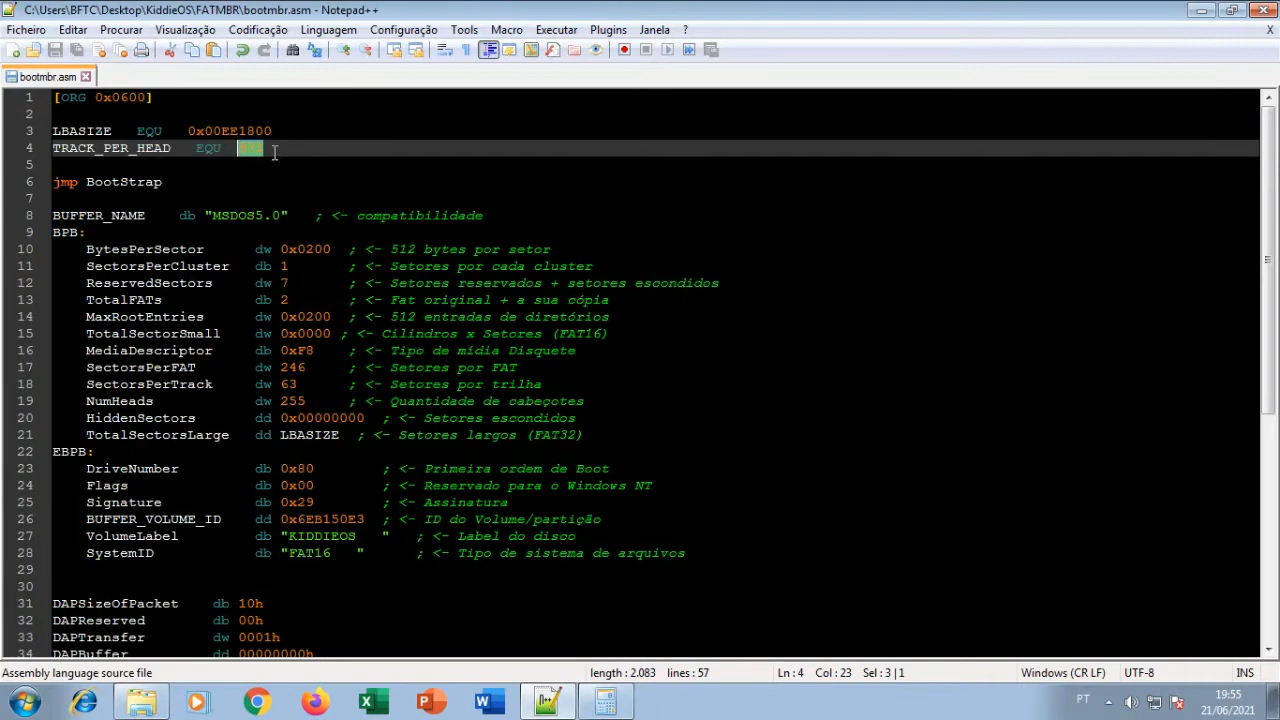 C:\Users\BFTC\Desktop\KiddieOS\FATMBR\bootmbr.asm - Notepad++
Ficheiro Editar Procurar Visualização Codificação Linguagem Configuração Tools Macro Executar Plugins Janela ? X
bootmbr.asm
1 [ORG 0x0600]
2
3 LBASIZE EQU 0x00EE1800
4 TRACK_PER_HEAD EQU
5
6 jmp BootStrap
7
8 BUFFER_NAME db "MSDOS5.0" ; <- compatibilidade
9 BPB:
10 BytesPerSector dw 0x0200 ; <- 512 bytes por setor
11 SectorsPerCluster db 1 ; <- Setores por cada cluster
12 ReservedSectors dw 7 ; <- Setores reservados + setores escondidos
13 TotalFATs db 2 ; <- Fat original + a sua cópia
14 MaxRootEntries dw 0x0200 ; <- 512 entradas de diretórios
15 TotalSectorSmall dw 0x0000 ; <- Cilindros x Setores (FAT16)
16 MediaDescriptor db 0xF8 ; <- Tipo de mídia Disquete
17 SectorsPerFAT dw 246 ; <- Setores por FAT
18 SectorsPerTrack dw 63 ; <- Setores por trilha
19 NumHeads dw 255 ; <- Quantidade de cabeçotes
20 HiddenSectors dd 0x00000000 ; <- Setores escondidos
21 TotalSectorsLarge dd LBASIZE ; <- Setores largos (FAT32)
22 EBPB:
23 DriveNumber db 0x80 ; <- Primeira ordem de Boot
24 Flags db 0x00 ; <- Reservado para o Windows NT
25 Signature db 0x29 ; <- Assinatura
26 BUFFER_VOLUME_ID dd 0x6EB150E3 ; <- ID do Volume/partição
27 VolumeLabel db "KIDDIEOS   " ; <- Label do disco
28 SystemID db "FAT16   " ; <- Tipo de sistema de arquivos
29
30
31 DAPSizeOfPacket db 10h
32 DAPReserved db 00h
33 DAPTransfer dw 0001h
34 DAPBuffer dd 00000000h
Assembly language source file length : 2.083 lines : 57 Ln : 4 Col : 23 Sel : 3 | 1 Windows (CR LF) UTF-8 INS
PT 19:55
21/06/2021